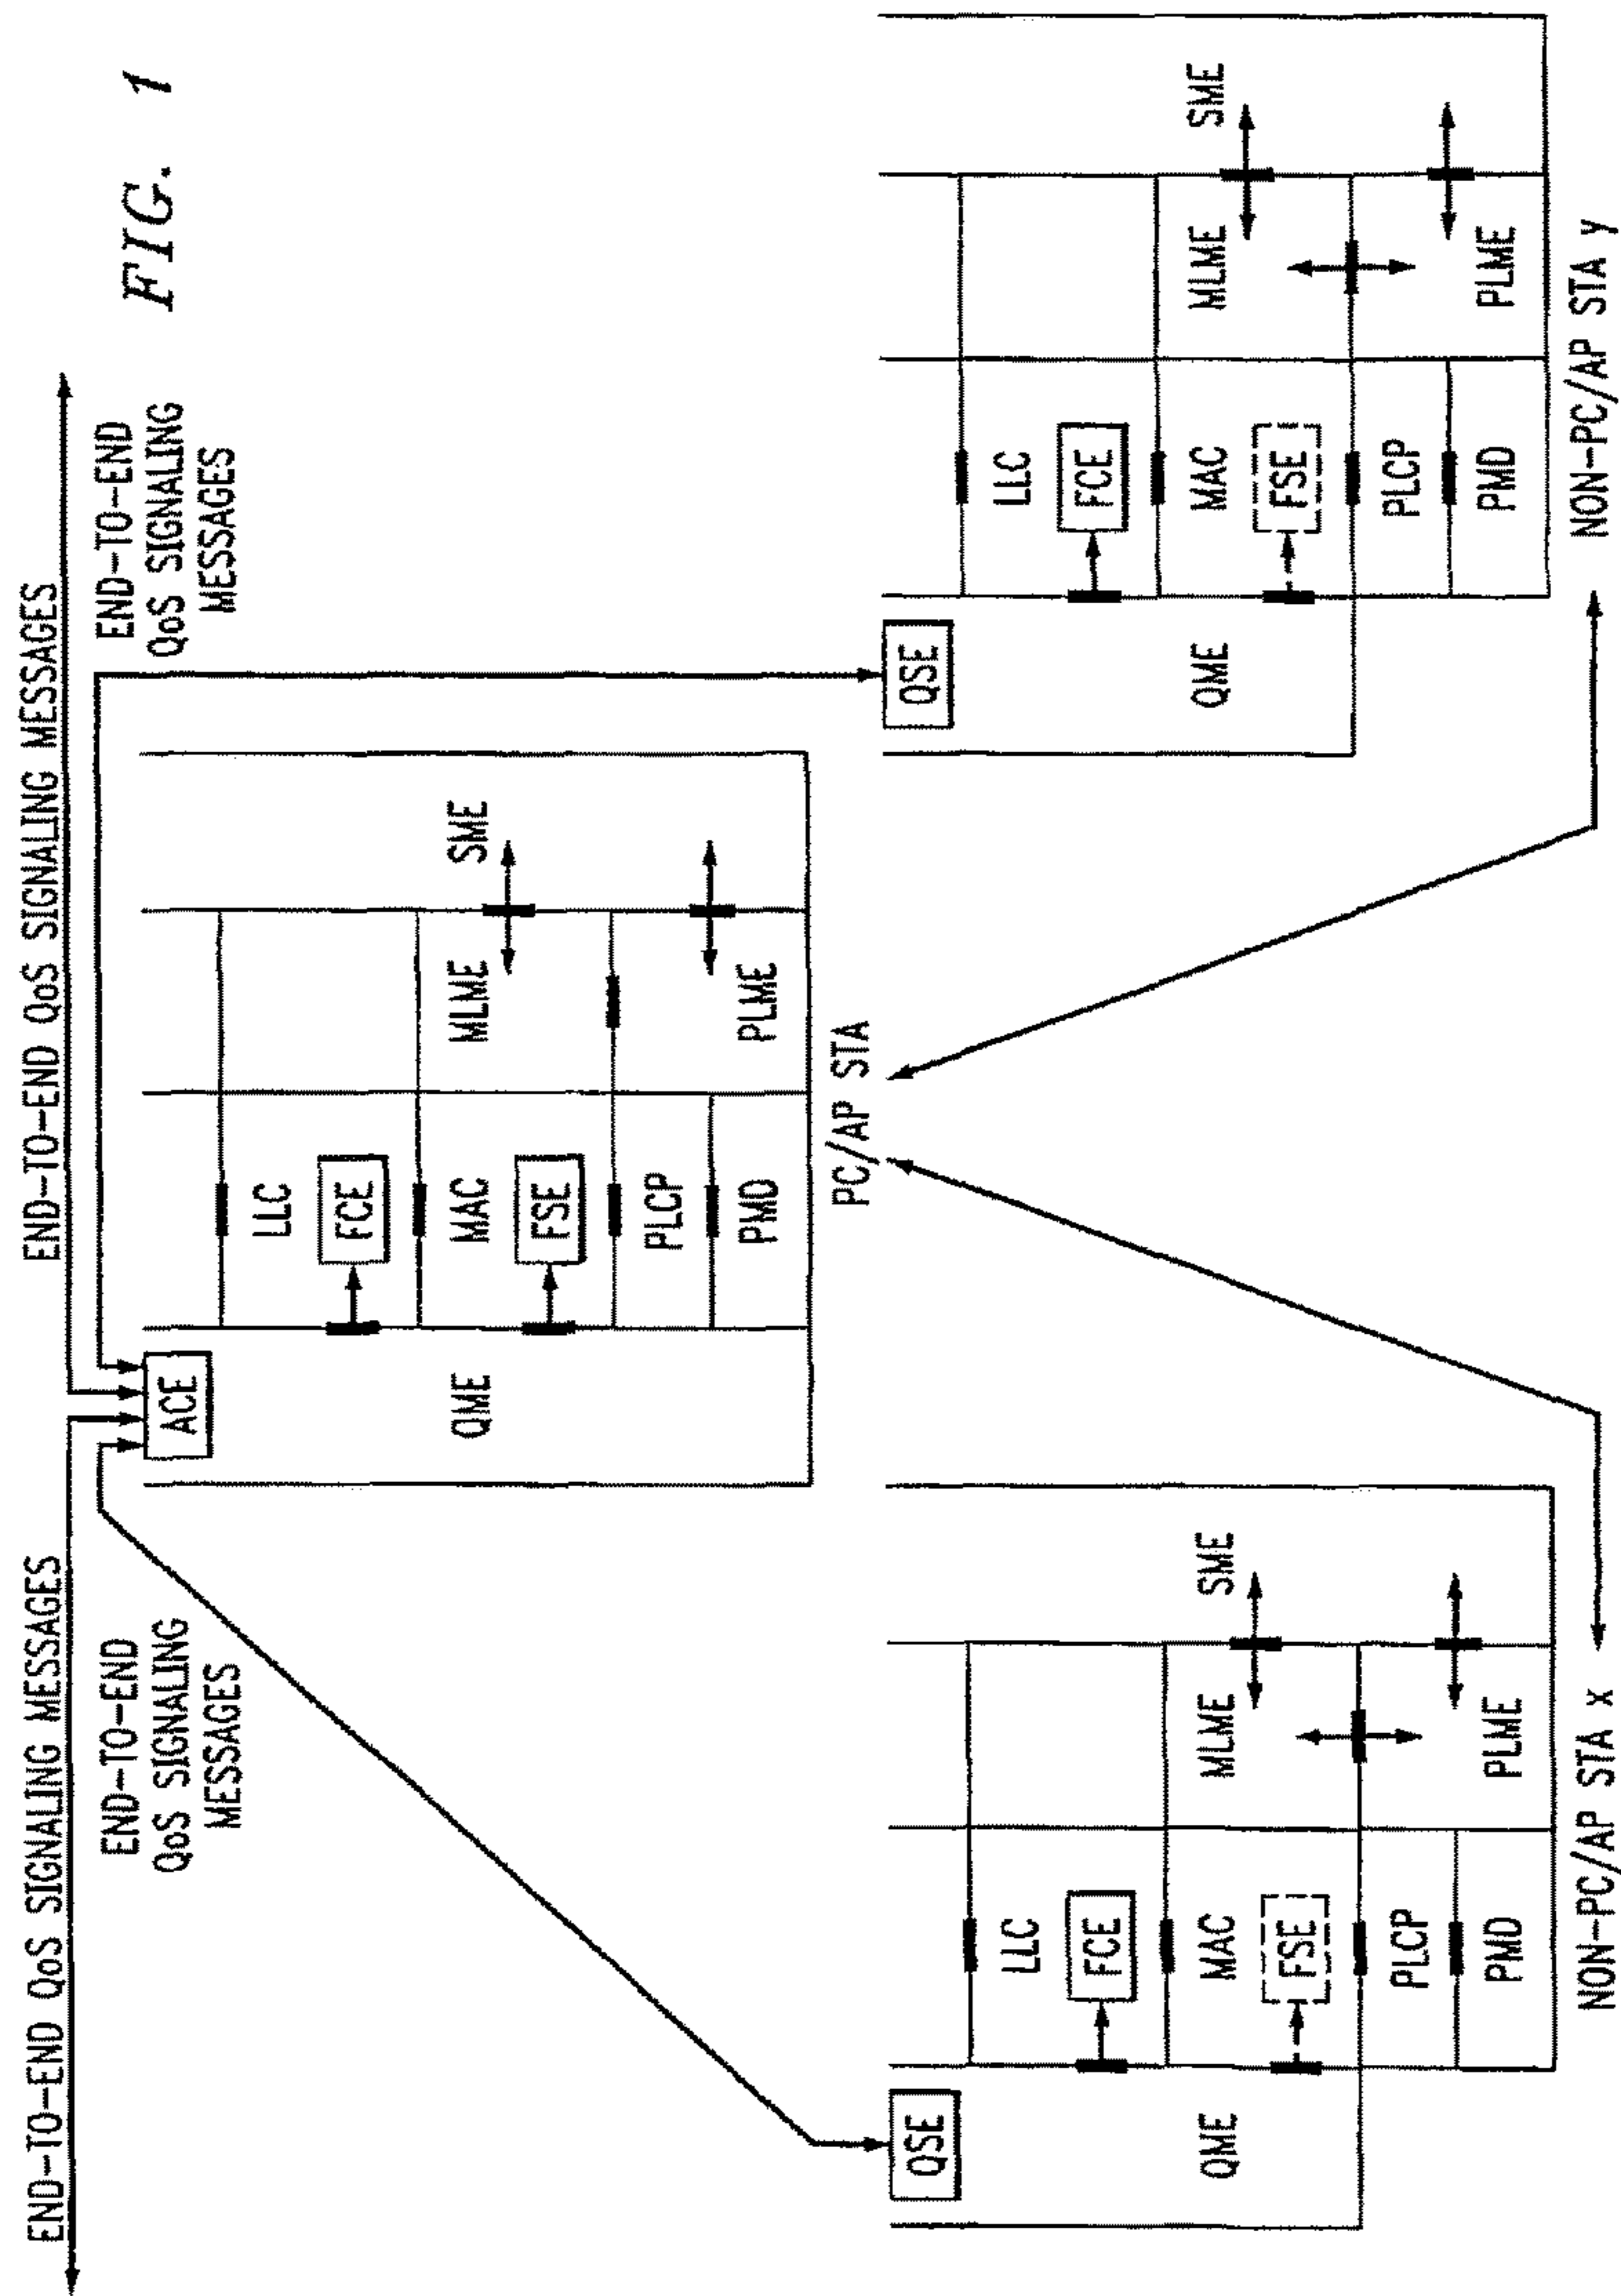 FIG. 1
END-TO-END QoS SIGNALING MESSAGES
END-TO-END QoS SIGNALING MESSAGES
END-TO-END
QoS SIGNALING
MESSAGES
END-TO-END
QoS SIGNALING
MESSAGES
ACE
QME
LLC
FCE
MAC
FSE
PLCP
PMD
MLME
SME
PLME
PC/AP STA
QSE
QME
LLC
FCE
MAC
FSE
PLCP
PMD
MLME
SME
PLME
NON-PC/AP STA x
QSE
QME
LLC
FCE
MAC
FSE
PLCP
PMD
MLME
SME
PLME
NON-PC/AP STA y